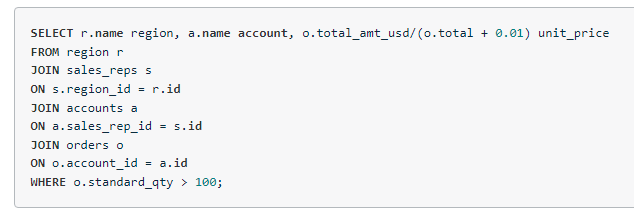 SELECT r.name region, a.name account, o.total_amt_usd/(o.total + 0.01) unit_price
FROM region r
JOIN sales_reps s
ON s.region_id = r.id
JOIN accounts a
ON a.sales_rep_id = s.id
JOIN orders o
ON o.account_id = a.id
WHERE o.standard_qty > 100;